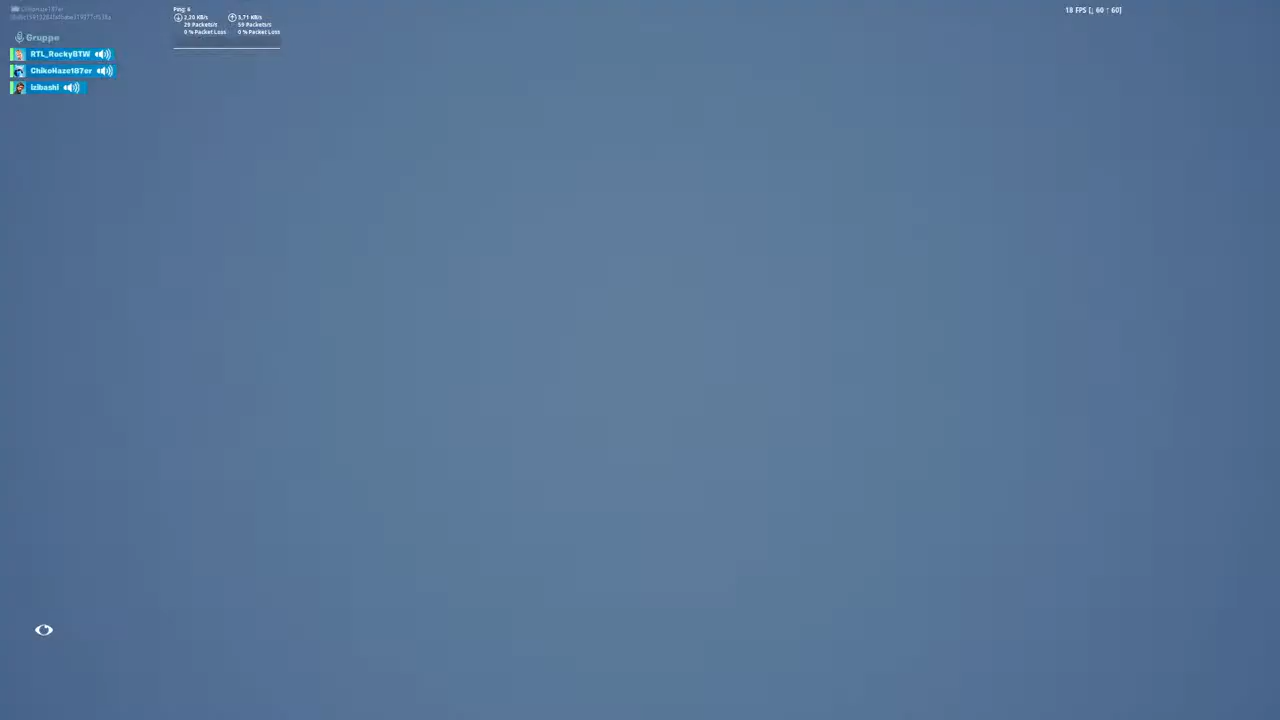 Chikohaze187er
Gruppe
RTL_RockyBTW
ChikoHaze187er
izibashi
Ping: 6
2,20 KB/s
29 Packets/s
0 % Packet Loss
3,71 KB/s
59 Packets/s
0 % Packet Loss
18 FPS [↓ 60 ↑ 60]